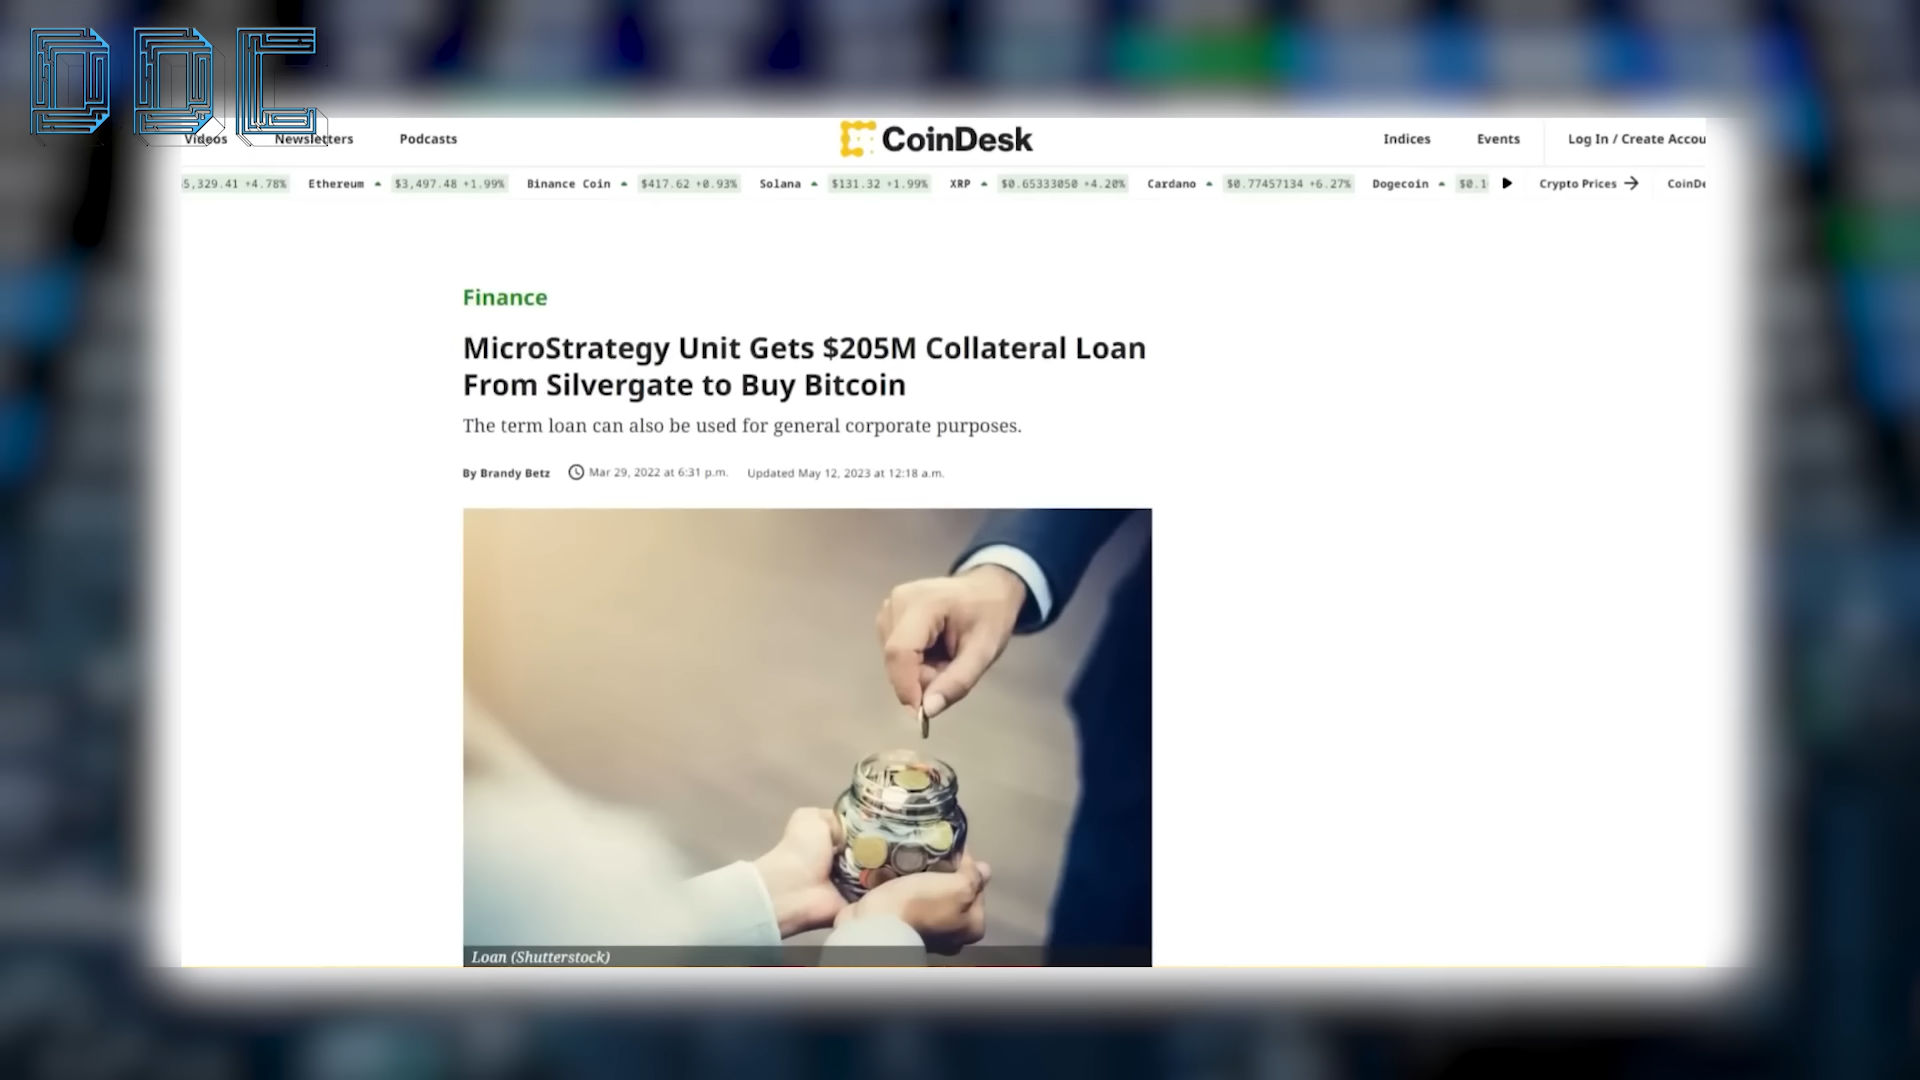 DDC
Videos Newsletters Podcasts CoinDesk Indices Events Log In / Create Accou
5,329.41 +4.78% Ethereum $3,497.48 +1.99% Binance Coin $417.62 +0.93% Solana $131.32 +1.99% XRP $0.65333050 +4.20% Cardano $0.77457134 +6.27% Dogecoin $0.1 Crypto Prices → CoinDe
Finance
MicroStrategy Unit Gets $205M Collateral Loan
From Silvergate to Buy Bitcoin
The term loan can also be used for general corporate purposes.
By Brandy Betz Mar 29, 2022 at 6:31 p.m. Updated May 12, 2023 at 12:18 a.m.
Loan (Shutterstock)